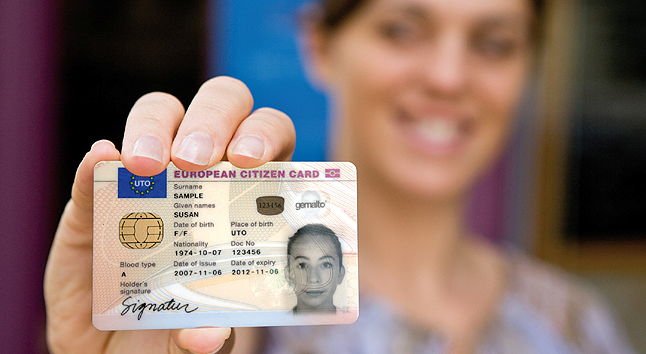 EUROPEAN CITIZEN CARD
UTO
Surname
SAMPLE
Given names
SUSAN
123456
gemalto
Date of birth Place of birth
F/F UTO
Nationality Doc No
1974-10-07 123456
Date of issue Date of expiry
2007-11-06 2012-11-06
Blood type
A
Holder's
signature
Signatur